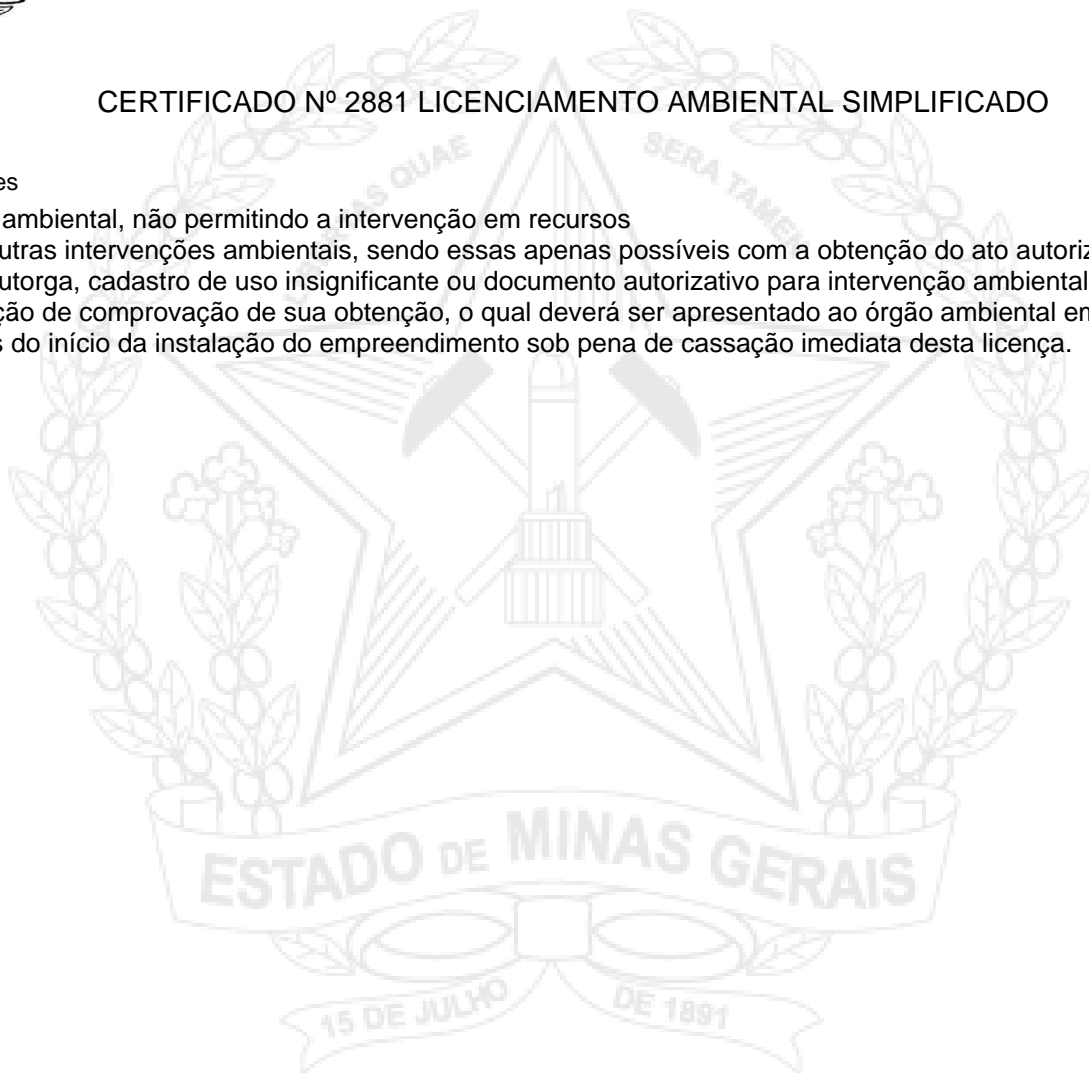 CERTIFICADO Nº 2881 LICENCIAMENTO AMBIENTAL SIMPLIFICADO
LIBERTAS QUAE SERA TAMEN
es
ambiental, não permitindo a intervenção em recursos
utras intervenções ambientais, sendo essas apenas possíveis com a obtenção do ato autoriz
utorga, cadastro de uso insignificante ou documento autorizativo para intervenção ambiental
ção de comprovação de sua obtenção, o qual deverá ser apresentado ao órgão ambiental em
s do início da instalação do empreendimento sob pena de cassação imediata desta licença.
ESTADO DE MINAS GERAIS
15 DE JULHO DE 1891